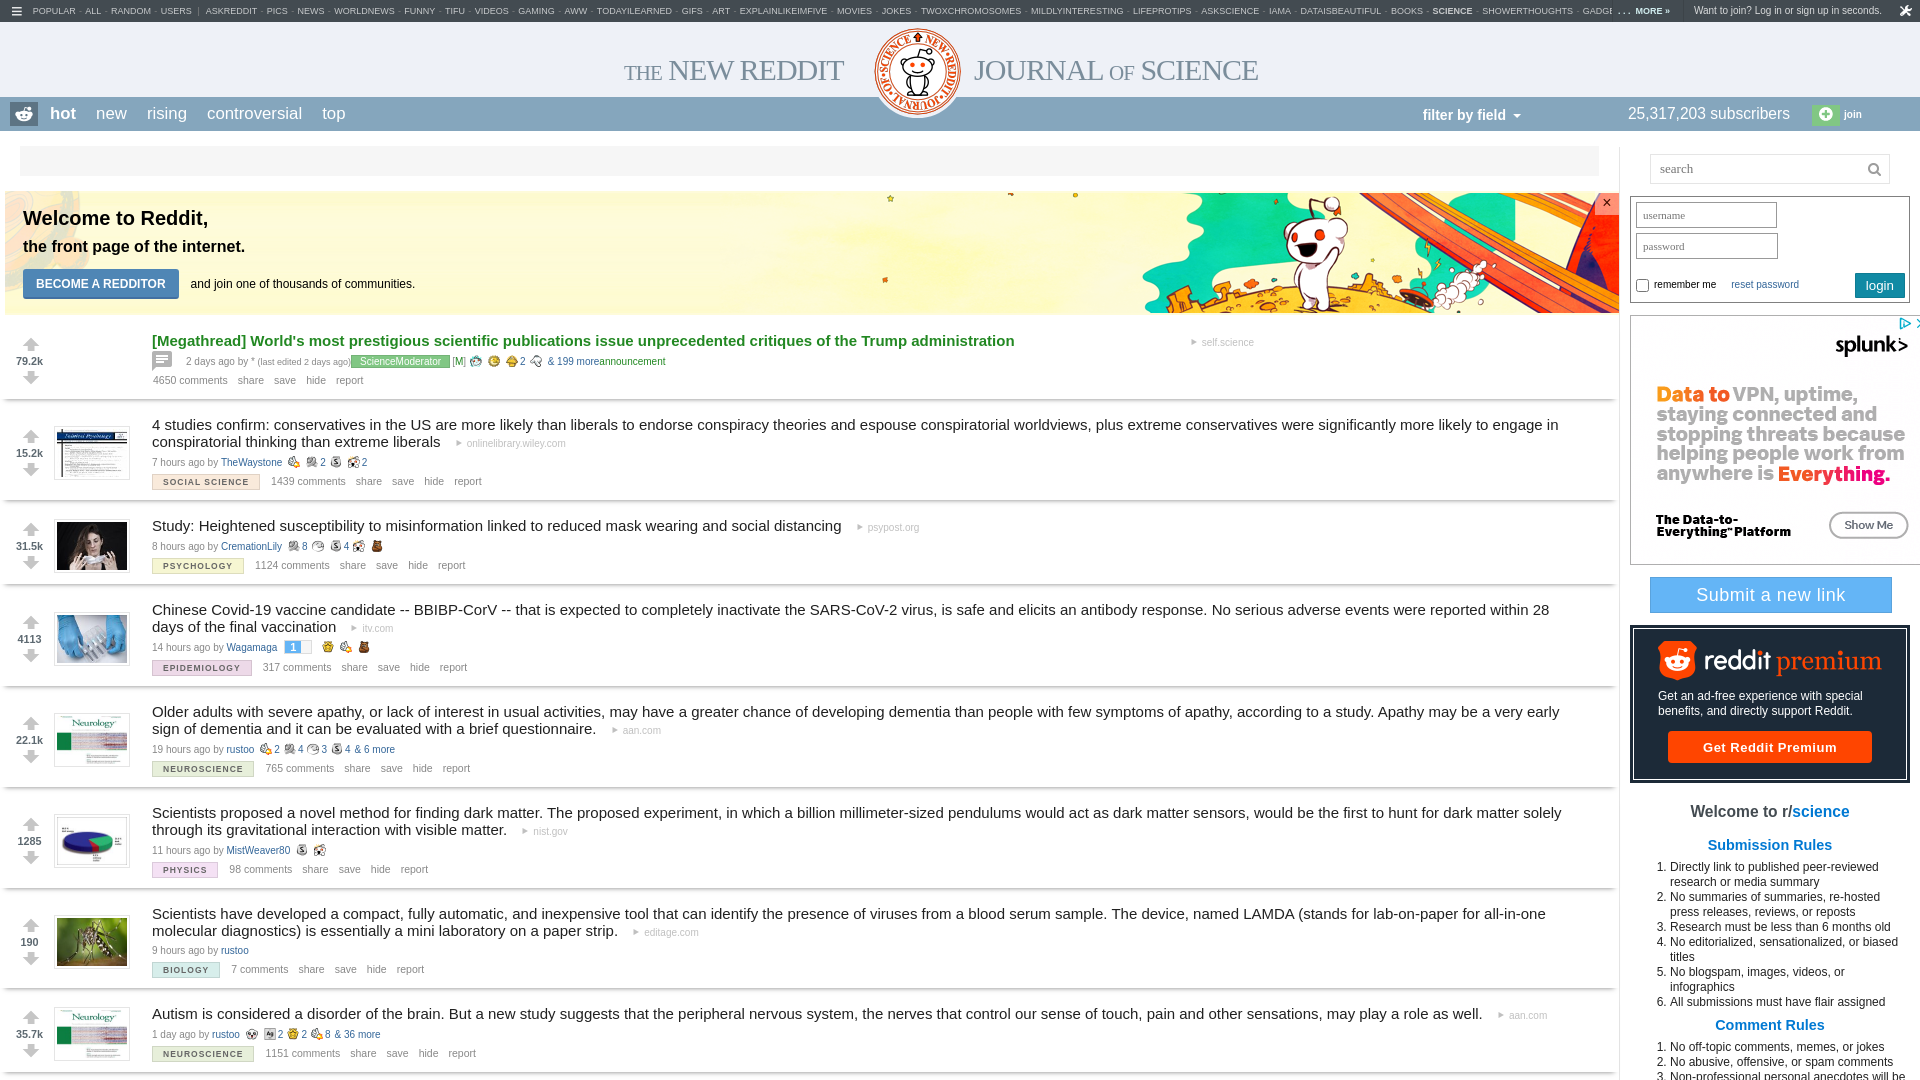 POPULAR - ALL - RANDOM - USERS | ASKREDDIT - PICS - NEWS - WORLDNEWS - FUNNY - TIFU - VIDEOS - GAMING - AWW - TODAYILEARNED - GIFS - ART - EXPLAINLIKEIMFIVE - MOVIES - JOKES - TWOXCHROMOSOMES - MILDLYINTERESTING - LIFEPROTIPS - ASKSCIENCE - IAMA - DATAISBEAUTIFUL - BOOKS - SCIENCE - SHOWERTHOUGHTS - GADGE ... MORE »
Want to join? Log in or sign up in seconds.
THE NEW REDDIT JOURNAL OF SCIENCE
SCIENCE NEW REDDIT JOURNAL OF
hot new rising controversial top
filter by field
25,317,203 subscribers
join
search
Welcome to Reddit,
the front page of the internet.
BECOME A REDDITOR and join one of thousands of communities.
×
username
password
remember me reset password login
79.2k
[Megathread] World's most prestigious scientific publications issue unprecedented critiques of the Trump administration self.science
2 days ago by * (last edited 2 days ago) ScienceModerator [M] 2 & 199 more announcement
4650 comments share save hide report
15.2k
4 studies confirm: conservatives in the US are more likely than liberals to endorse conspiracy theories and espouse conspiratorial worldviews, plus extreme conservatives were significantly more likely to engage in
conspiratorial thinking than extreme liberals onlinelibrary.wiley.com
7 hours ago by TheWaystone 2 2
SOCIAL SCIENCE 1439 comments share save hide report
31.5k
Study: Heightened susceptibility to misinformation linked to reduced mask wearing and social distancing psypost.org
8 hours ago by CremationLily 8 4
PSYCHOLOGY 1124 comments share save hide report
4113
Chinese Covid-19 vaccine candidate -- BBIBP-CorV -- that is expected to completely inactivate the SARS-CoV-2 virus, is safe and elicits an antibody response. No serious adverse events were reported within 28
days of the final vaccination itv.com
14 hours ago by Wagamaga 1
EPIDEMIOLOGY 317 comments share save hide report
22.1k
Neurology
Older adults with severe apathy, or lack of interest in usual activities, may have a greater chance of developing dementia than people with few symptoms of apathy, according to a study. Apathy may be a very early
sign of dementia and it can be evaluated with a brief questionnaire. aan.com
19 hours ago by rustoo 2 4 3 4 & 6 more
NEUROSCIENCE 765 comments share save hide report
1285
Scientists proposed a novel method for finding dark matter. The proposed experiment, in which a billion millimeter-sized pendulums would act as dark matter sensors, would be the first to hunt for dark matter solely
through its gravitational interaction with visible matter. nist.gov
11 hours ago by MistWeaver80
PHYSICS 98 comments share save hide report
190
Scientists have developed a compact, fully automatic, and inexpensive tool that can identify the presence of viruses from a blood serum sample. The device, named LAMDA (stands for lab-on-paper for all-in-one
molecular diagnostics) is essentially a mini laboratory on a paper strip. editage.com
9 hours ago by rustoo
BIOLOGY 7 comments share save hide report
35.7k
Neurology
Autism is considered a disorder of the brain. But a new study suggests that the peripheral nervous system, the nerves that control our sense of touch, pain and other sensations, may play a role as well. aan.com
1 day ago by rustoo 2 2 8 & 36 more
NEUROSCIENCE 1151 comments share save hide report
splunk>
Data to VPN, uptime,
staying connected and
stopping threats because
helping people work from
anywhere is Everything.
The Data-to-
Everything™ Platform
Show Me
Submit a new link
reddit premium
Get an ad-free experience with special
benefits, and directly support Reddit.
Get Reddit Premium
Welcome to r/science
Submission Rules
1. Directly link to published peer-reviewed
research or media summary
2. No summaries of summaries, re-hosted
press releases, reviews, or reposts
3. Research must be less than 6 months old
4. No editorialized, sensationalized, or biased
titles
5. No blogspam, images, videos, or
infographics
6. All submissions must have flair assigned
Comment Rules
1. No off-topic comments, memes, or jokes
2. No abusive, offensive, or spam comments
3. Non-professional personal anecdotes will be